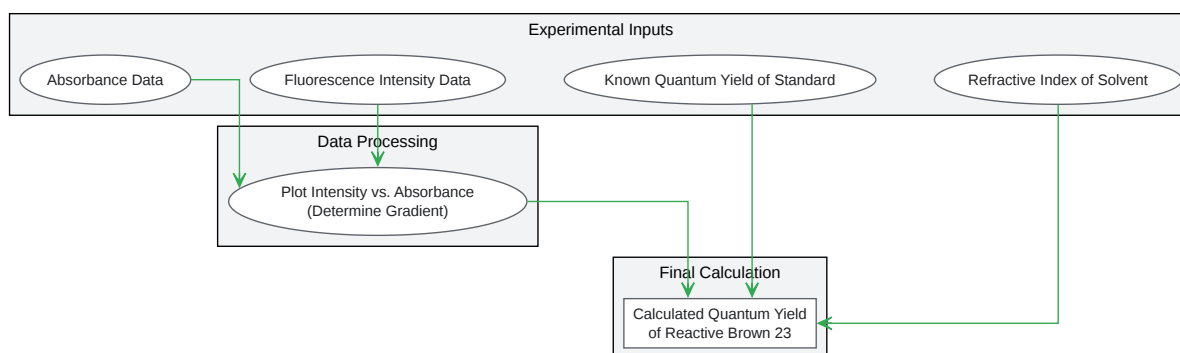 Experimental Inputs
Absorbance Data
Fluorescence Intensity Data
Known Quantum Yield of Standard
Refractive Index of Solvent
Data Processing
Plot Intensity vs. Absorbance
(Determine Gradient)
Final Calculation
Calculated Quantum Yield
of Reactive Brown 23